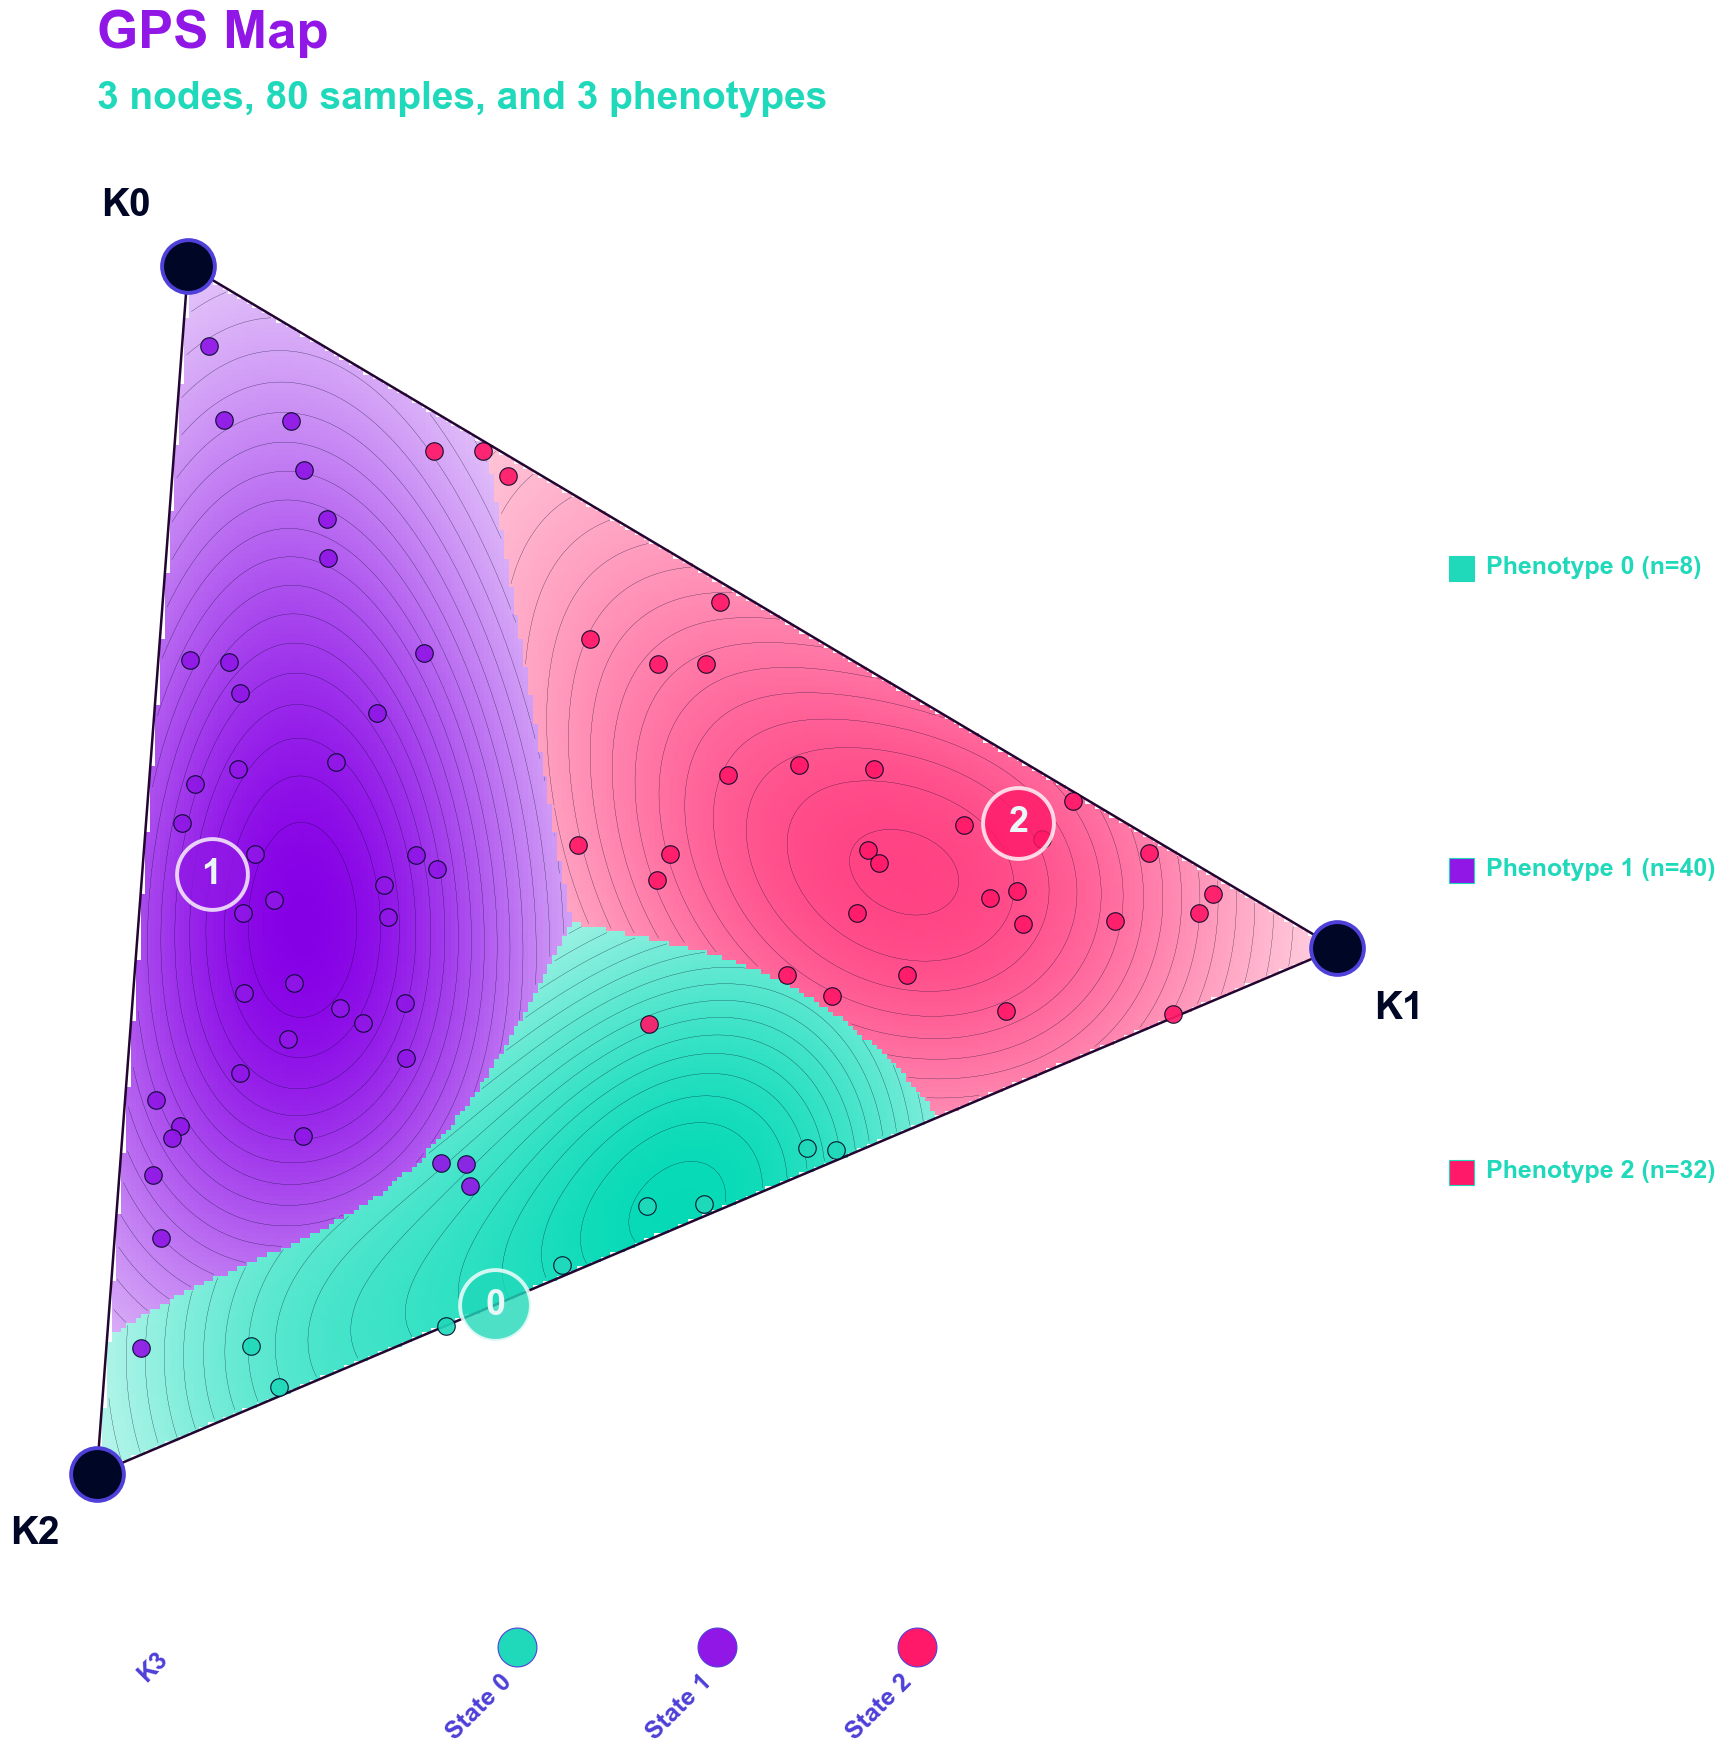 GPS Map
3 nodes, 80 samples, and 3 phenotypes
K0
Phenotype 0 (n=8)
2
1
Phenotype 1 (n=40)
K1
Phenotype 2 (n=32)
0
K2
K3
State 0
State 1
State 2